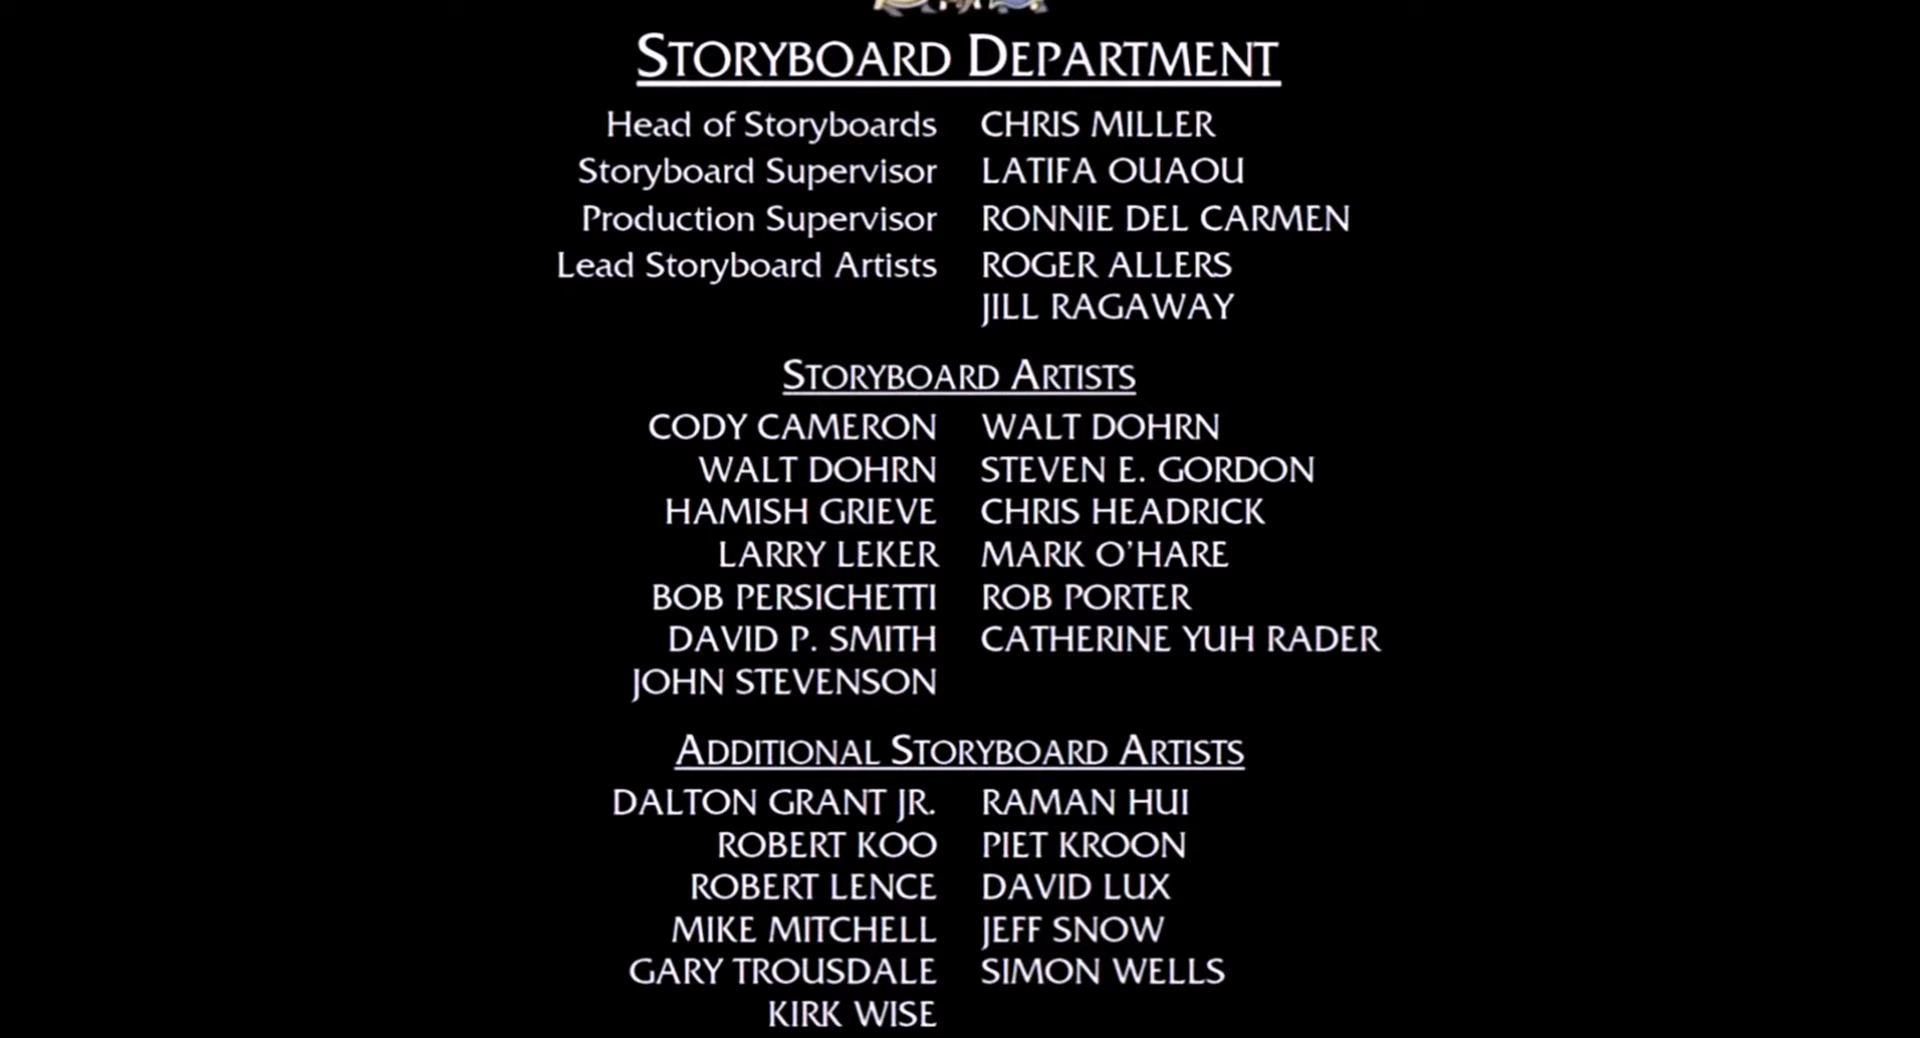 STORYBOARD DEPARTMENT
Head of Storyboards CHRIS MILLER
Storyboard Supervisor LATIFA OUAOU
Production Supervisor RONNIE DEL CARMEN
Lead Storyboard Artists ROGER ALLERS
JILL RAGAWAY
STORYBOARD ARTISTS
CODY CAMERON WALT DOHRN
WALT DOHRN STEVEN E. GORDON
HAMISH GRIEVE CHRIS HEADRICK
LARRY LEKER MARK O'HARE
BOB PERSICHETTI ROB PORTER
DAVID P. SMITH CATHERINE YUH RADER
JOHN STEVENSON
ADDITIONAL STORYBOARD ARTISTS
DALTON GRANT JR. RAMAN HUI
ROBERT KOO PIET KROON
ROBERT LENCE DAVID LUX
MIKE MITCHELL JEFF SNOW
GARY TROUSDALE SIMON WELLS
KIRK WISE